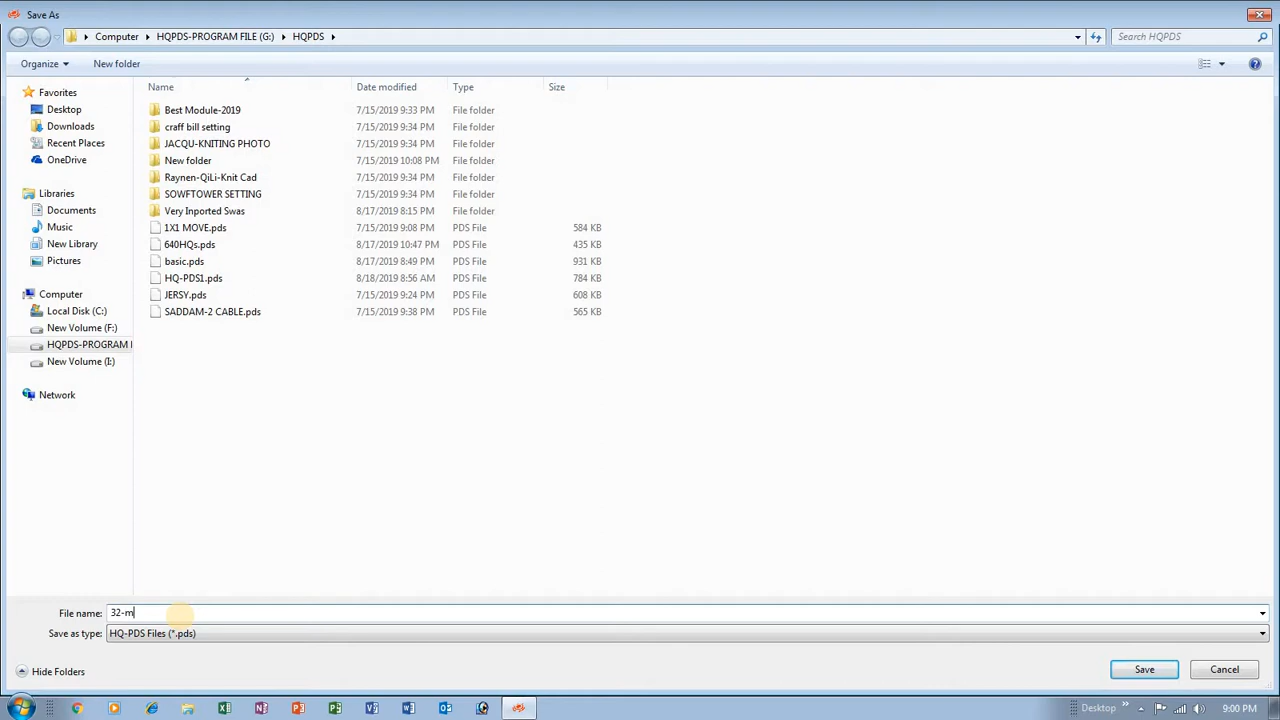 Save As
Computer HQPDS-PROGRAM FILE (G:) HQPDS Search HQPDS
Organize New folder
Name Date modified Type Size
Favorites
Desktop
Downloads
Recent Places
OneDrive
Libraries
Documents
Music
New Library
Pictures
Computer
Local Disk (C:)
New Volume (F:)
HQPDS-PROGRAM F
New Volume (I:)
Network
Best Module-2019 7/15/2019 9:33 PM File folder
craff bill setting 7/15/2019 9:34 PM File folder
JACQU-KNITING PHOTO 7/15/2019 9:34 PM File folder
New folder 7/15/2019 10:08 PM File folder
Raynen-QiLi-Knit Cad 7/15/2019 9:34 PM File folder
SOWFTOWER SETTING 7/15/2019 9:34 PM File folder
Very Inported Swas 8/17/2019 8:15 PM File folder
1X1 MOVE.pds 7/15/2019 9:08 PM PDS File 584 KB
640HQs.pds 8/17/2019 10:47 PM PDS File 435 KB
basic.pds 8/17/2019 8:49 PM PDS File 931 KB
HQ-PDS1.pds 8/18/2019 8:56 AM PDS File 784 KB
JERSY.pds 7/15/2019 9:24 PM PDS File 608 KB
SADDAM-2 CABLE.pds 7/15/2019 9:38 PM PDS File 565 KB
File name: 32-m
Save as type: HQ-PDS Files (*.pds)
Hide Folders Save Cancel
Desktop 9:00 PM